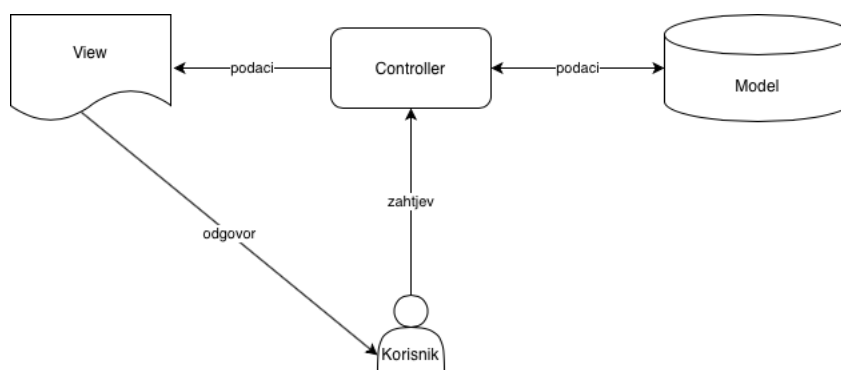 View
podaci
Controller
podaci
Model
zahtjev
odgovor
Korisnik